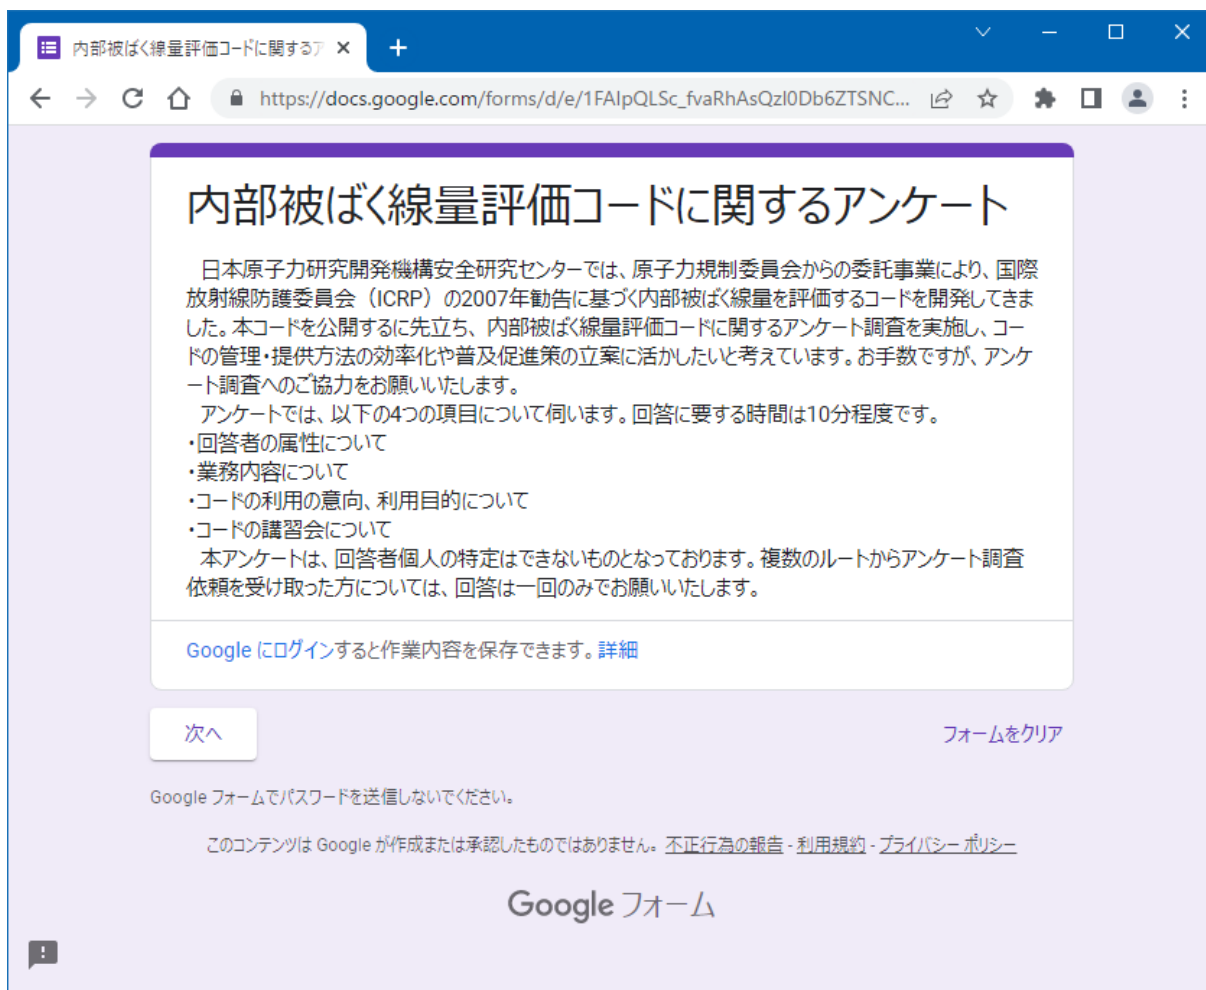 内部被ばく線量評価コードに関するア
https://docs.google.com/forms/d/e/1FAIpQLSc_fvaRhAsQzI0Db6ZTSNC...
内部被ばく線量評価コードに関するアンケート
日本原子力研究開発機構安全研究センターでは、原子力規制委員会からの委託事業により、国際
放射線防護委員会（ICRP）の2007年勧告に基づく内部被ばく線量を評価するコードを開発してきま
した。本コードを公開するに先立ち、内部被ばく線量評価コードに関するアンケート調査を実施し、コー
ドの管理・提供方法の効率化や普及促進策の立案に活かしたいと考えています。お手数ですが、アンケ
ート調査へのご協力をお願いいたします。
アンケートでは、以下の4つの項目について伺います。回答に要する時間は10分程度です。
・回答者の属性について
・業務内容について
・コードの利用の意向、利用目的について
・コードの講習会について
本アンケートは、回答者個人の特定はできないものとなっております。複数のルートからアンケート調査
依頼を受け取った方については、回答は一回のみでお願いいたします。
Google にログインすると作業内容を保存できます。詳細
次へ
フォームをクリア
Google フォームでパスワードを送信しないでください。
このコンテンツは Google が作成または承認したものではありません。 不正行為の報告 - 利用規約 - プライバシー ポリシー
Google フォーム